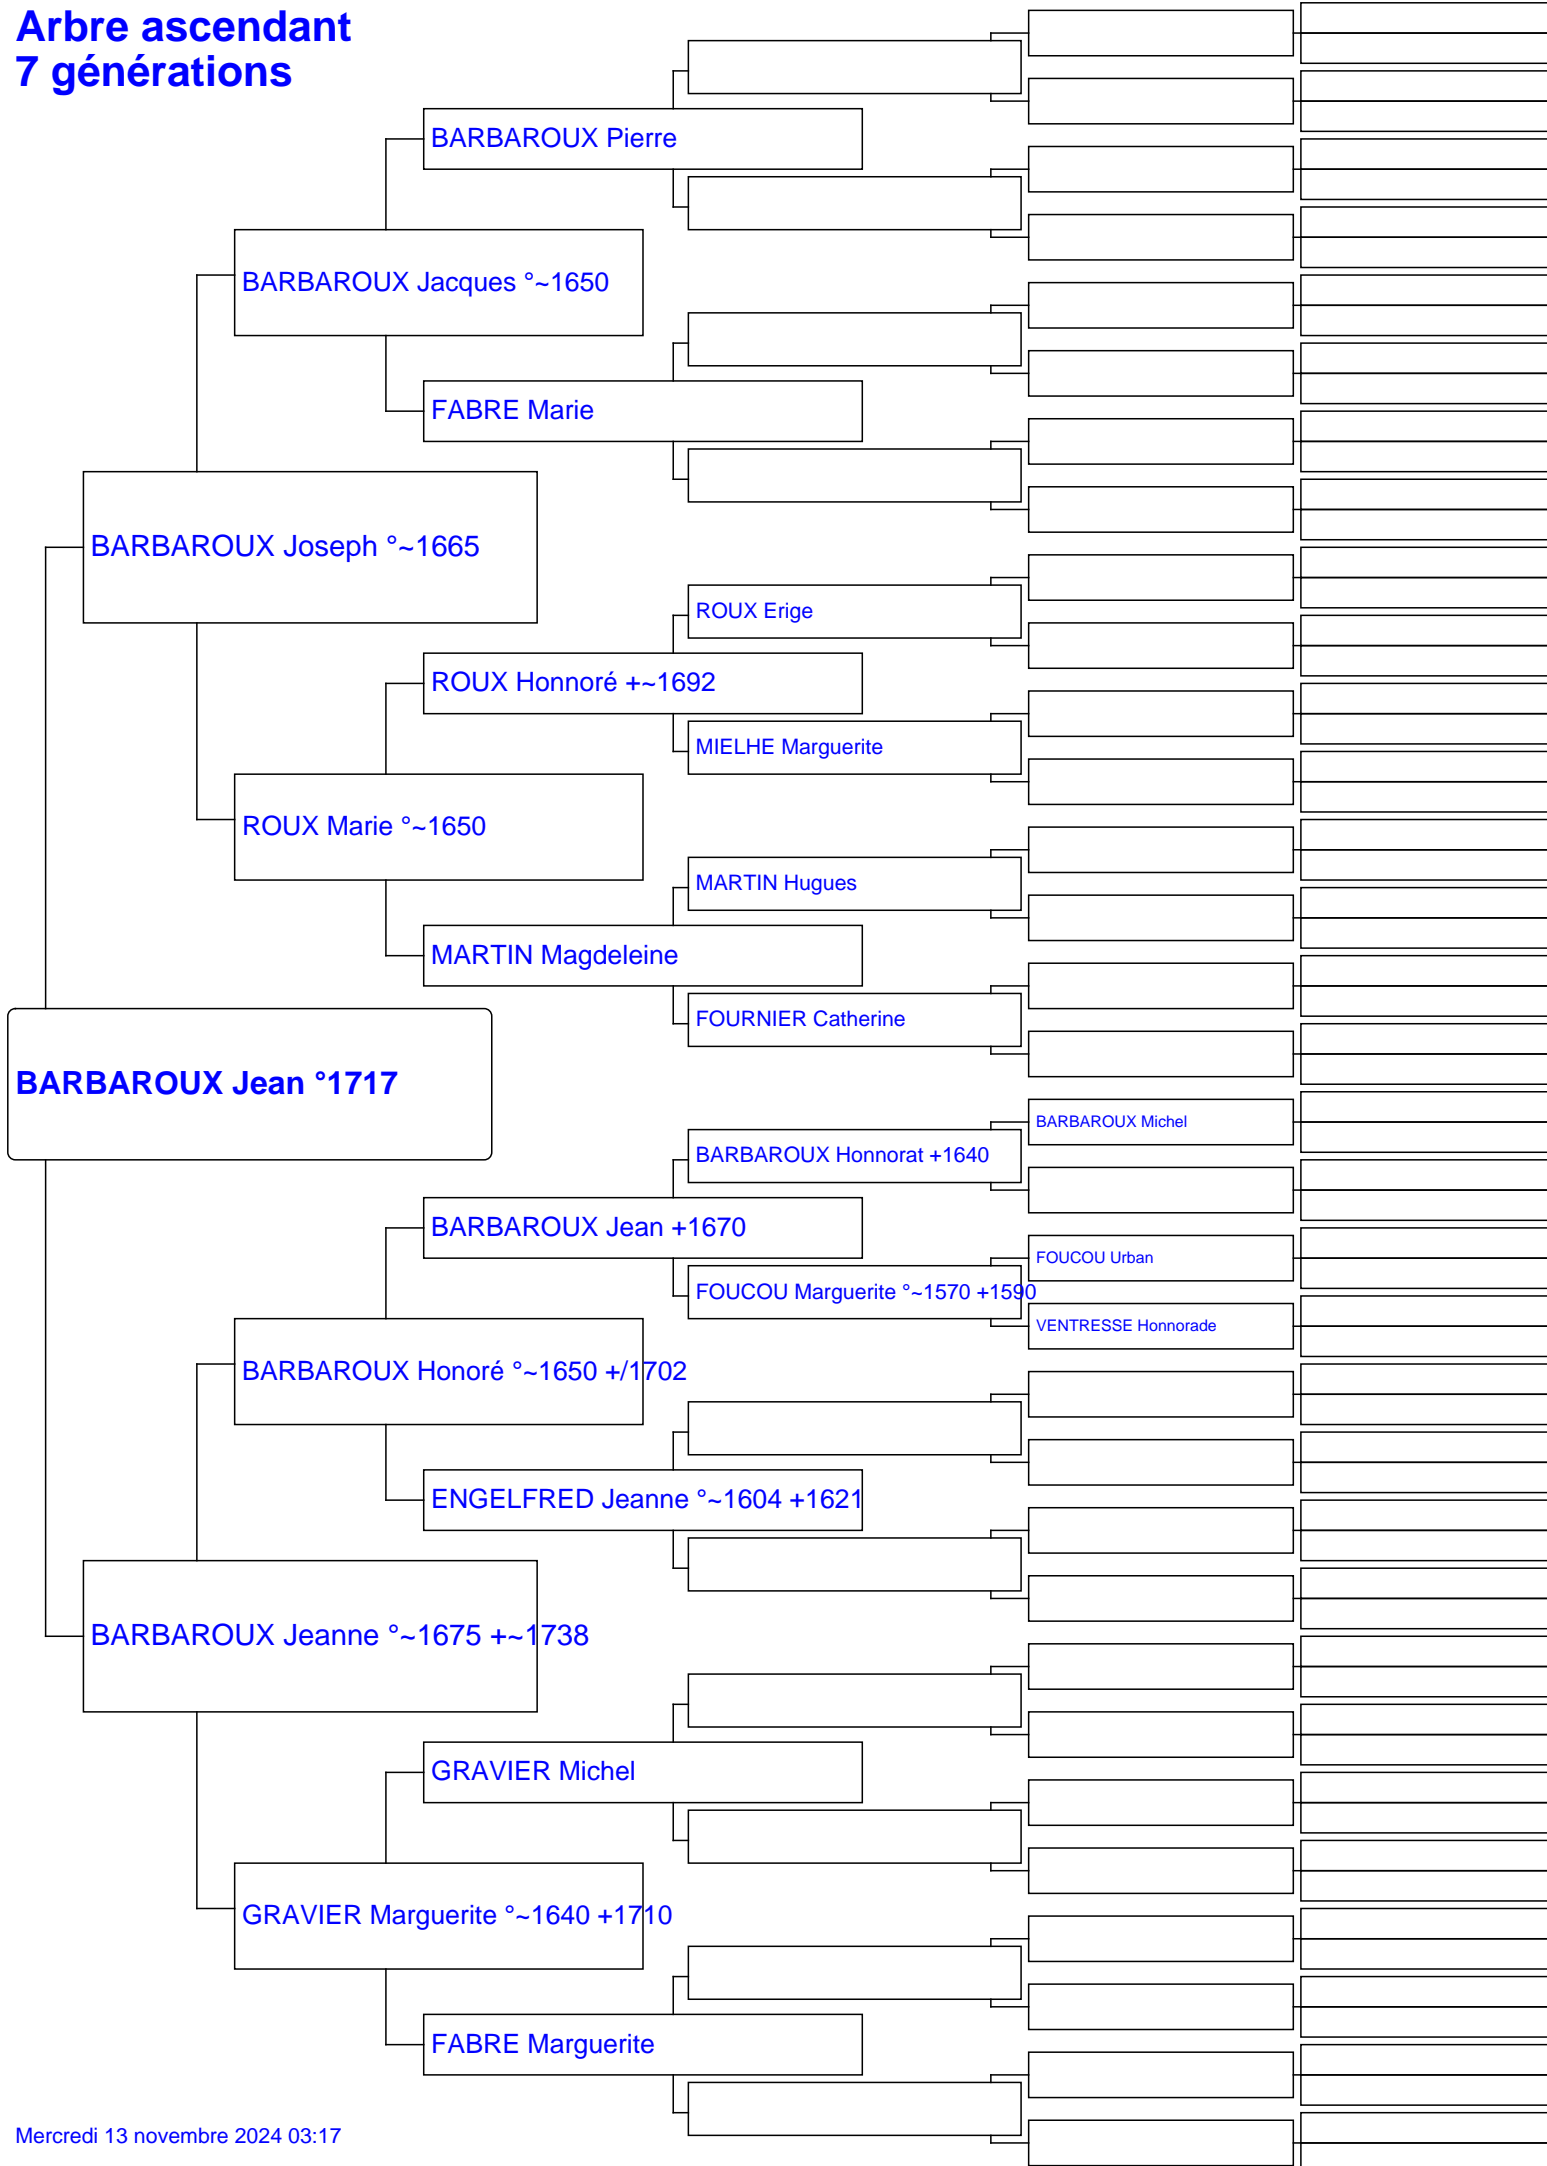 Arbre ascendant
7 générations
BARBAROUX Pierre
BARBAROUX Jacques °~1650
FABRE Marie
BARBAROUX Joseph °~1665
ROUX Erige
ROUX Honnoré +~1692
MIELHE Marguerite
ROUX Marie °~1650
MARTIN Hugues
MARTIN Magdeleine
FOURNIER Catherine
BARBAROUX Jean °1717
BARBAROUX Michel
BARBAROUX Honnorat +1640
BARBAROUX Jean +1670
FOUCOU Urban
FOUCOU Marguerite °~1570 +1590
VENTRESSE Honnorade
BARBAROUX Honoré °~1650 +/1702
ENGELFRED Jeanne °~1604 +1621
BARBAROUX Jeanne °~1675 +~1738
GRAVIER Michel
GRAVIER Marguerite °~1640 +1710
FABRE Marguerite
Mercredi 13 novembre 2024 03:17